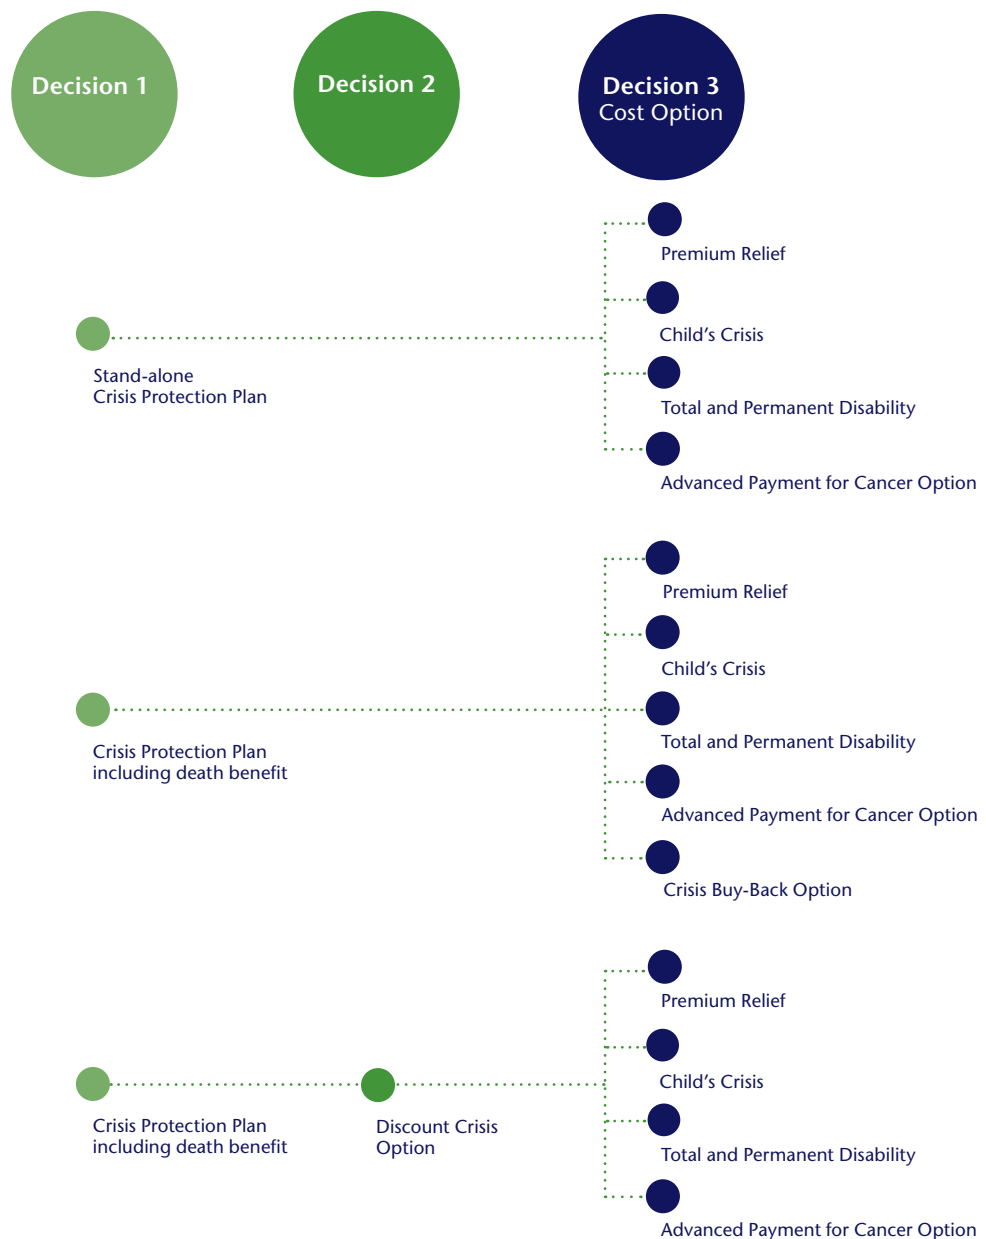 Decision 1
Decision 2
Decision 3
Cost Option
Premium Relief
Child’s Crisis
Stand-alone
Crisis Protection Plan
Total and Permanent Disability
Advanced Payment for Cancer Option
Premium Relief
Child’s Crisis
Crisis Protection Plan
including death benefit
Total and Permanent Disability
Advanced Payment for Cancer Option
Crisis Buy-Back Option
Premium Relief
Child’s Crisis
Crisis Protection Plan
including death benefit
Discount Crisis
Option
Total and Permanent Disability
Advanced Payment for Cancer Option